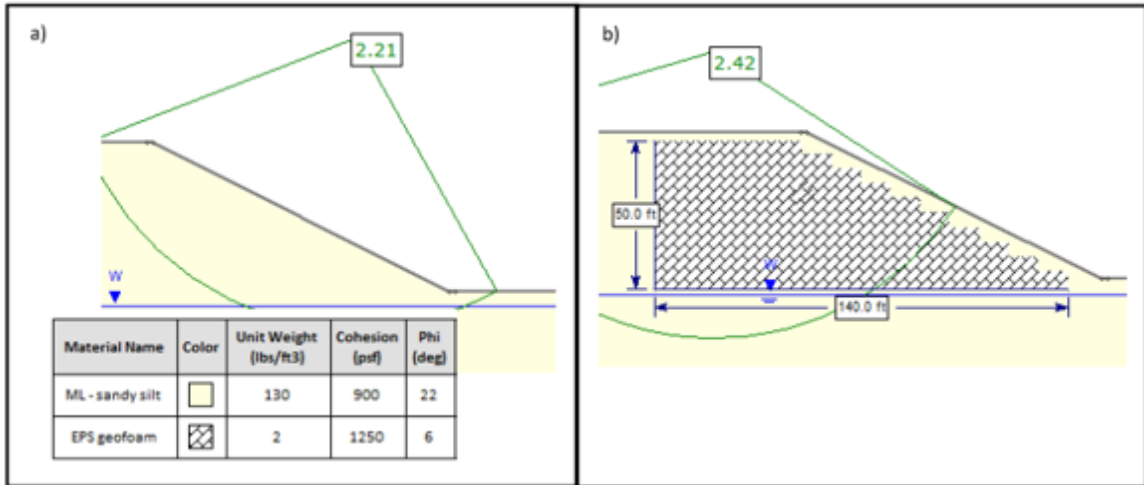 a)
2.21
W
Material Name Color Unit Weight (lbs/ft3) Cohesion (psf) Phi (deg)
ML - sandy silt 130 900 22
EPS geofoam 2 1250 6
b)
2.42
50.0 ft
W
140.0 ft